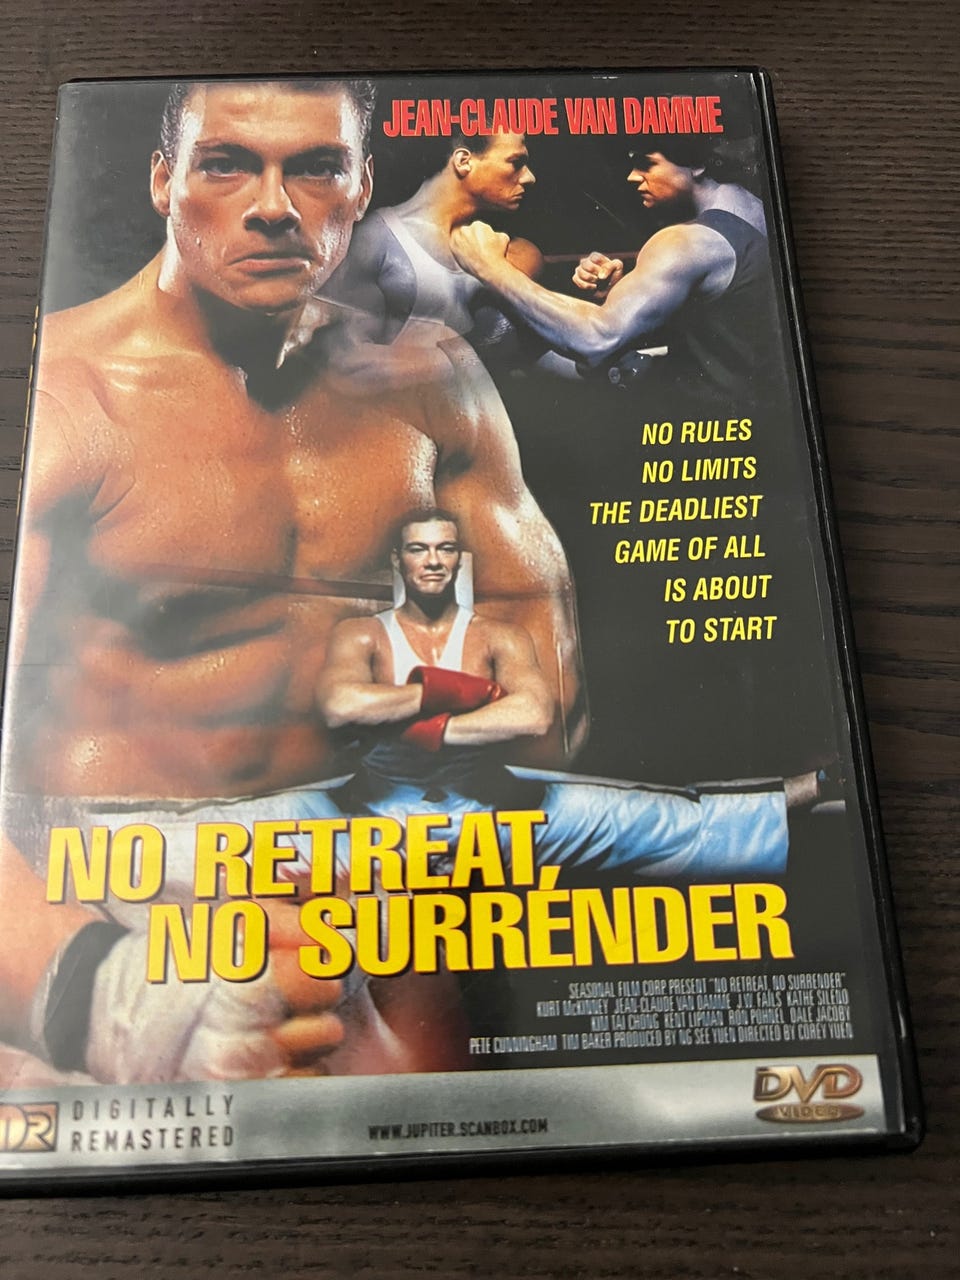 JEAN-CLAUDE VAN DAMME
NO RULES
NO LIMITS
THE DEADLIEST
GAME OF ALL
IS ABOUT
TO START
NO RETREAT,
NO SURRENDER
SEASONAL FILM CORP PRESENT "NO RETREAT, NO SURRENDER"
KURT McKINNEY JEAN-CLAUDE VAN DAMME J.W. FAILS KATHE SILENO
KIM TAI CHONG KENT LIPMAN RON POHNEL DALE JACOBY
PETE CUNNINGHAM TIM BAKER PRODUCED BY NG SEE YUEN DIRECTED BY COREY YUEN
DR DIGITALLY
REMASTERED
WWW.JUPITER.SCANBOX.COM
DVD
VIDEO